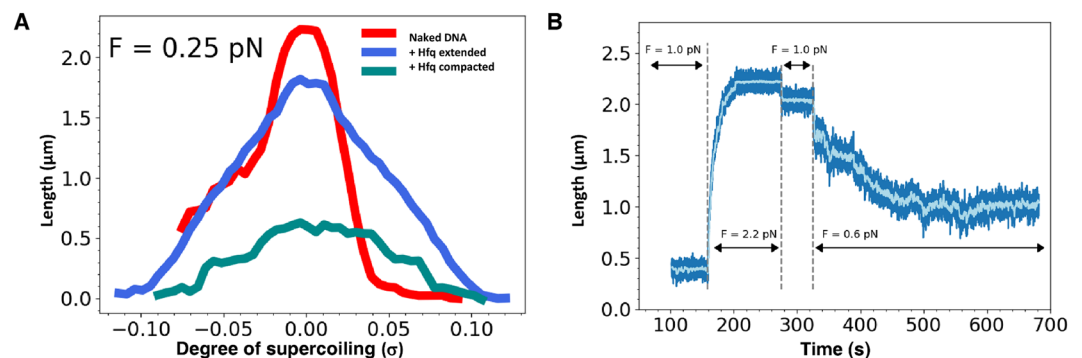 A
F = 0.25 pN
Naked DNA
+ Hfq extended
+ Hfq compacted
Length (μm)
2.0
1.5
1.0
0.5
0.0
−0.10
−0.05
0.00
0.05
0.10
Degree of supercoiling (σ)
B
F = 1.0 pN
F = 1.0 pN
F = 2.2 pN
F = 0.6 pN
Length (μm)
2.5
2.0
1.5
1.0
0.5
0.0
100
200
300
400
500
600
700
Time (s)